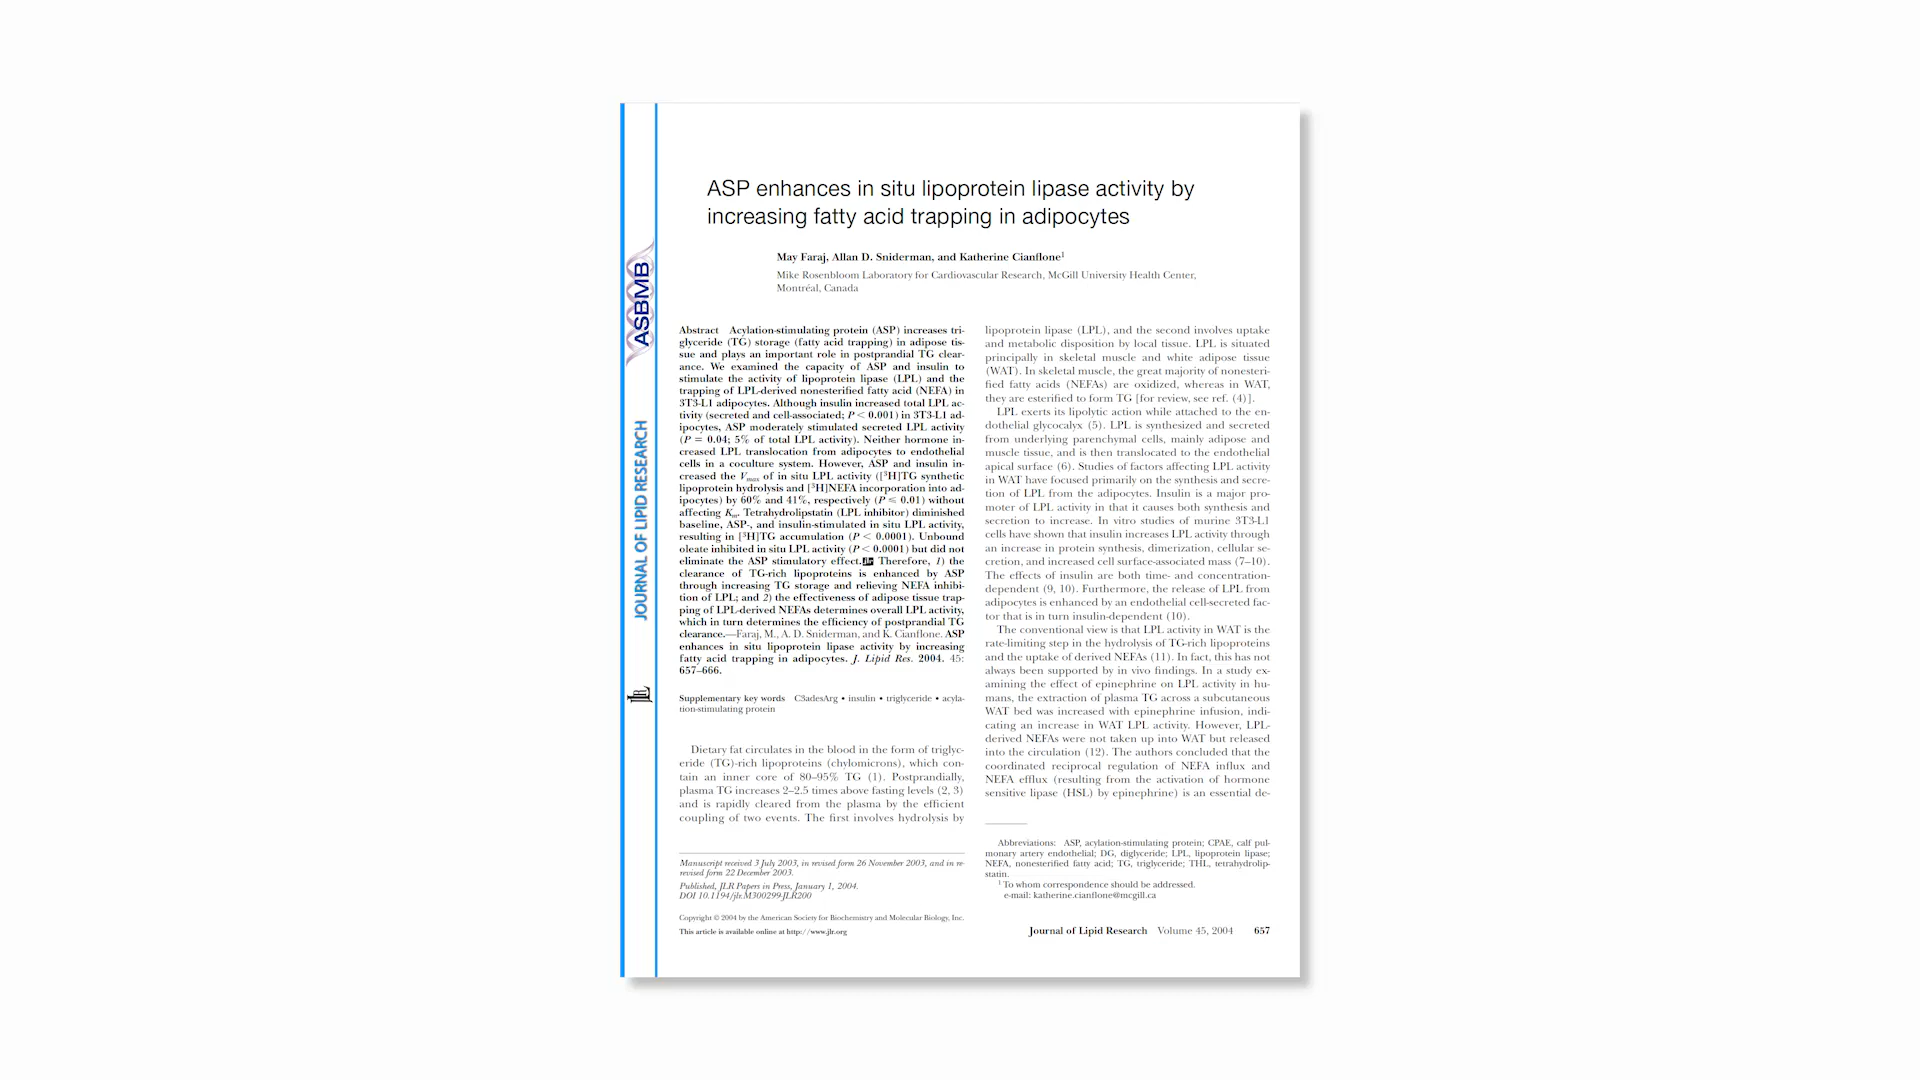 ASP enhances in situ lipoprotein lipase activity by
increasing fatty acid trapping in adipocytes
May Faraj, Allan D. Sniderman, and Katherine Cianflone¹
Mike Rosenbloom Laboratory for Cardiovascular Research, McGill University Health Center,
Montréal, Canada
ASBMB
JOURNAL OF LIPID RESEARCH
JLR
Abstract Acylation-stimulating protein (ASP) increases tri-
glyceride (TG) storage (fatty acid trapping) in adipose tis-
sue and plays an important role in postprandial TG clear-
ance. We examined the capacity of ASP and insulin to
stimulate the activity of lipoprotein lipase (LPL) and the
trapping of LPL-derived nonesterified fatty acid (NEFA) in
3T3-L1 adipocytes. Although insulin increased total LPL ac-
tivity (secreted and cell-associated; P < 0.001) in 3T3-L1 ad-
ipocytes, ASP moderately stimulated secreted LPL activity
(P = 0.04; 5% of total LPL activity). Neither hormone in-
creased LPL translocation from adipocytes to endothelial
cells in a coculture system. However, ASP and insulin in-
creased the Vmax of in situ LPL activity ([³H]TG synthetic
lipoprotein hydrolysis and [³H]NEFA incorporation into ad-
ipocytes) by 60% and 41%, respectively (P ≤ 0.01) without
affecting Km. Tetrahydrolipstatin (LPL inhibitor) diminished
baseline, ASP-, and insulin-stimulated in situ LPL activity,
resulting in [³H]TG accumulation (P < 0.0001). Unbound
oleate inhibited in situ LPL activity (P < 0.0001) but did not
eliminate the ASP stimulatory effect. Therefore, 1) the
clearance of TG-rich lipoproteins is enhanced by ASP
through increasing TG storage and relieving NEFA inhibi-
tion of LPL; and 2) the effectiveness of adipose tissue trap-
ping of LPL-derived NEFAs determines overall LPL activity,
which in turn determines the efficiency of postprandial TG
clearance.—Faraj, M., A. D. Sniderman, and K. Cianflone. ASP
enhances in situ lipoprotein lipase activity by increasing
fatty acid trapping in adipocytes. J. Lipid Res. 2004. 45:
657–666.
Supplementary key words C3adesArg • insulin • triglyceride • acyla-
tion-stimulating protein
Dietary fat circulates in the blood in the form of triglyc-
eride (TG)-rich lipoproteins (chylomicrons), which con-
tain an inner core of 80–95% TG (1). Postprandially,
plasma TG increases 2–2.5 times above fasting levels (2, 3)
and is rapidly cleared from the plasma by the efficient
coupling of two events. The first involves hydrolysis by
Manuscript received 3 July 2003, in revised form 26 November 2003, and in re-
revised form 22 December 2003.
Published, JLR Papers in Press, January 1, 2004.
DOI 10.1194/jlr.M300299-JLR200
Copyright © 2004 by the American Society for Biochemistry and Molecular Biology, Inc.
This article is available online at http://www.jlr.org
lipoprotein lipase (LPL), and the second involves uptake
and metabolic disposition by local tissue. LPL is situated
principally in skeletal muscle and white adipose tissue
(WAT). In skeletal muscle, the great majority of nonesteri-
fied fatty acids (NEFAs) are oxidized, whereas in WAT,
they are esterified to form TG [for review, see ref. (4)].
LPL exerts its lipolytic action while attached to the en-
dothelial glycocalyx (5). LPL is synthesized and secreted
from underlying parenchymal cells, mainly adipose and
muscle tissue, and is then translocated to the endothelial
apical surface (6). Studies of factors affecting LPL activity
in WAT have focused primarily on the synthesis and secre-
tion of LPL from the adipocytes. Insulin is a major pro-
moter of LPL activity in that it causes both synthesis and
secretion to increase. In vitro studies of murine 3T3-L1
cells have shown that insulin increases LPL activity through
an increase in protein synthesis, dimerization, cellular se-
cretion, and increased cell surface-associated mass (7–10).
The effects of insulin are both time- and concentration-
dependent (9, 10). Furthermore, the release of LPL from
adipocytes is enhanced by an endothelial cell-secreted fac-
tor that is in turn insulin-dependent (10).
The conventional view is that LPL activity in WAT is the
rate-limiting step in the hydrolysis of TG-rich lipoproteins
and the uptake of derived NEFAs (11). In fact, this has not
always been supported by in vivo findings. In a study ex-
amining the effect of epinephrine on LPL activity in hu-
mans, the extraction of plasma TG across a subcutaneous
WAT bed was increased with epinephrine infusion, indi-
cating an increase in WAT LPL activity. However, LPL-
derived NEFAs were not taken up into WAT but released
into the circulation (12). The authors concluded that the
coordinated reciprocal regulation of NEFA influx and
NEFA efflux (resulting from the activation of hormone
sensitive lipase (HSL) by epinephrine) is an essential de-
Abbreviations: ASP, acylation-stimulating protein; CPAE, calf pul-
monary artery endothelial; DG, diglyceride; LPL, lipoprotein lipase;
NEFA, nonesterified fatty acid; TG, triglyceride; THL, tetrahydrolip-
statin.
¹ To whom correspondence should be addressed.
e-mail: katherine.cianflone@mcgill.ca
Journal of Lipid Research Volume 45, 2004 657